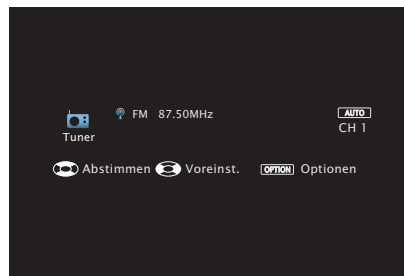 FM 87.50MHz
AUTO
CH 1
Tuner
Abstimmen Voreinst. OPTION Optionen